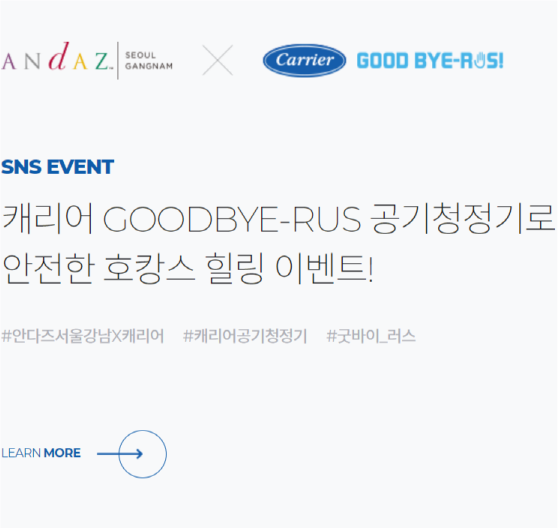 ANdAZ. SEOUL GANGNAM
Carrier GOOD BYE-RUS!
SNS EVENT
캐리어 GOODBYE-RUS 공기청정기로
안전한 호캉스 힐링 이벤트!
#안다즈서울강남X캐리어 #캐리어공기청정기 #굿바이_러스
LEARN MORE